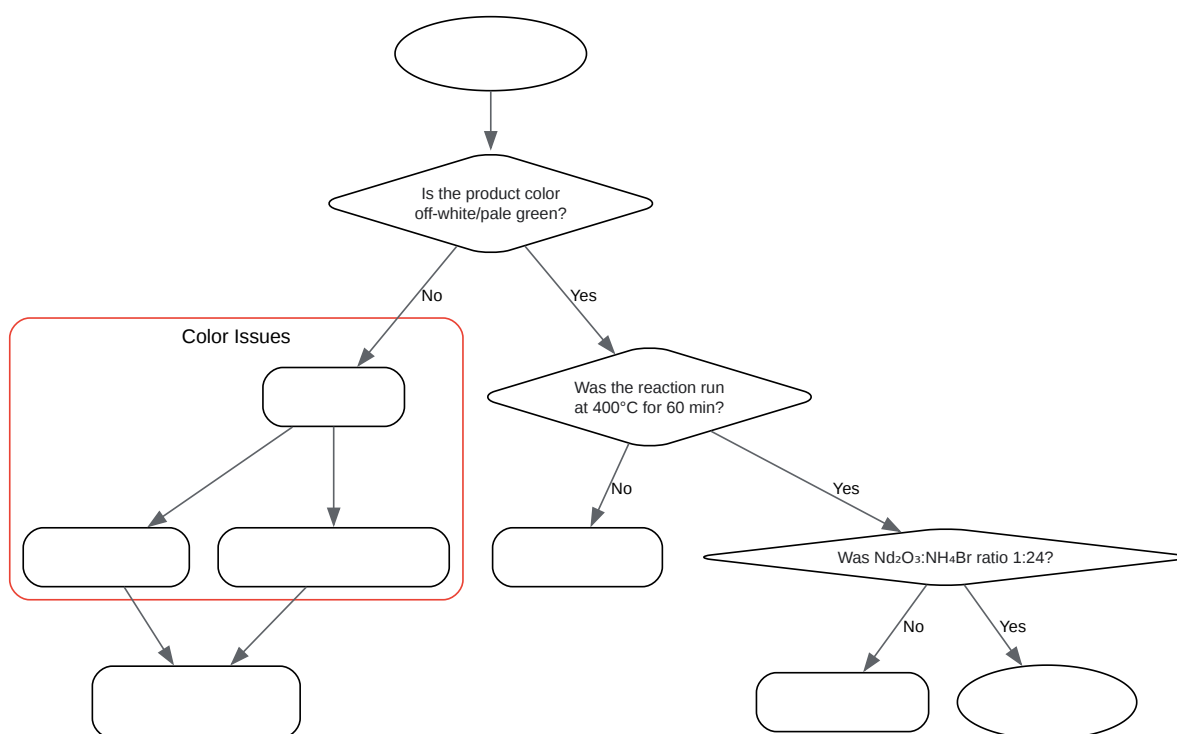 Is the product color
off-white/pale green?
No
Yes
Color Issues
Was the reaction run
at 400°C for 60 min?
No
Yes
Was Nd₂O₃:NH₄Br ratio 1:24?
No
Yes